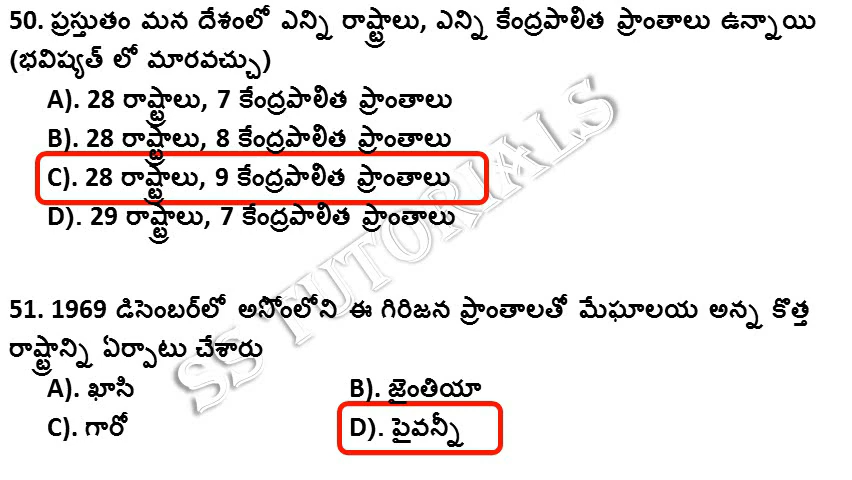 50. ప్రస్తుతం మన దేశంలో ఎన్ని రాష్ట్రాలు, ఎన్ని కేంద్రపాలిత ప్రాంతాలు ఉన్నాయి
(భవిష్యత్ లో మారవచ్చు)
A). 28 రాష్ట్రాలు, 7 కేంద్రపాలిత ప్రాంతాలు
B). 28 రాష్ట్రాలు, 8 కేంద్రపాలిత ప్రాంతాలు
C). 28 రాష్ట్రాలు, 9 కేంద్రపాలిత ప్రాంతాలు
D). 29 రాష్ట్రాలు, 7 కేంద్రపాలిత ప్రాంతాలు
SS TUTORIALS
51. 1969 డిసెంబర్‌లో అసోంలోని ఈ గిరిజన ప్రాంతాలతో మేఘాలయ అన్న కొత్త
రాష్ట్రాన్ని ఏర్పాటు చేశారు
A). ఖాసి B). జైంతియా
C). గారో D). పైవన్నీ